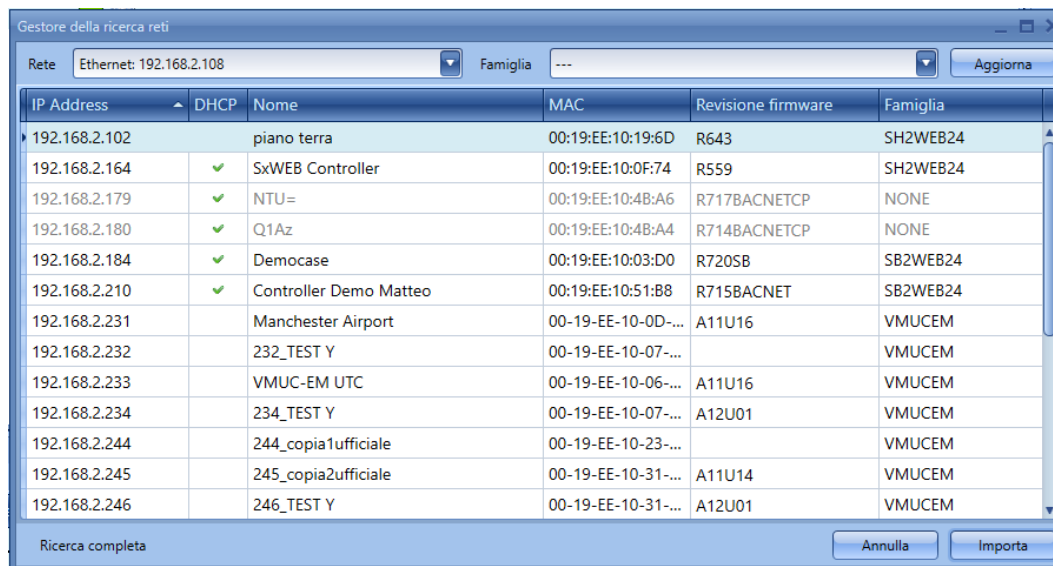 Gestore della ricerca reti
Rete Ethernet: 192.168.2.108 Famiglia --- Aggiorna
IP Address DHCP Nome MAC Revisione firmware Famiglia
192.168.2.102 piano terra 00:19:EE:10:19:6D R643 SH2WEB24
192.168.2.164 SxWEB Controller 00:19:EE:10:0F:74 R559 SH2WEB24
192.168.2.179 NTU= 00:19:EE:10:4B:A6 R717BACNETCP NONE
192.168.2.180 Q1Az 00:19:EE:10:4B:A4 R714BACNETCP NONE
192.168.2.184 Democase 00:19:EE:10:03:D0 R720SB SB2WEB24
192.168.2.210 Controller Demo Matteo 00:19:EE:10:51:B8 R715BACNET SB2WEB24
192.168.2.231 Manchester Airport 00-19-EE-10-0D-... A11U16 VMUCEM
192.168.2.232 232_TEST Y 00-19-EE-10-07-... VMUCEM
192.168.2.233 VMUC-EM UTC 00-19-EE-10-06-... A11U16 VMUCEM
192.168.2.234 234_TEST Y 00-19-EE-10-07-... A12U01 VMUCEM
192.168.2.244 244_copia1ufficiale 00-19-EE-10-23-... VMUCEM
192.168.2.245 245_copia2ufficiale 00-19-EE-10-31-... A11U14 VMUCEM
192.168.2.246 246_TEST Y 00-19-EE-10-31-... A12U01 VMUCEM
Ricerca completa Annulla Importa